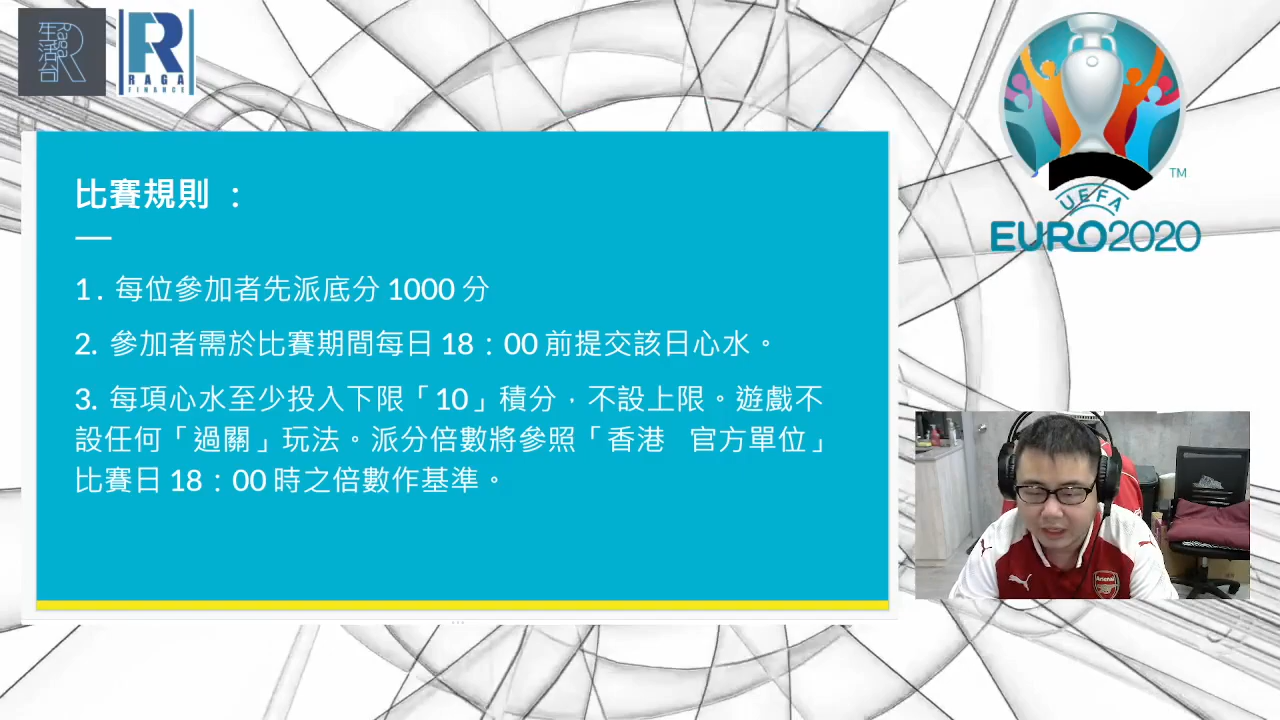 生活台
RAGA
FINANCE
比賽規則 :
1. 每位參加者先派底分 1000 分
2. 參加者需於比賽期間每日 18:00 前提交該日心水。
3. 每項心水至少投入下限「10」積分,不設上限。遊戲不
設任何「過關」玩法。派分倍數將參照「香港 官方單位」
比賽日 18:00 時之倍數作基準。
TM
UEFA
EURO2020
Arsenal